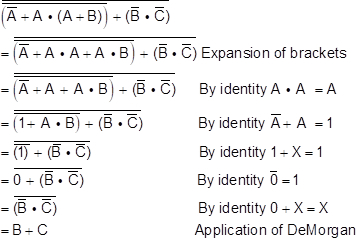 (A̅ + A • (A+B)) + (B̅ • C̅)
= (A̅ + A • A + A • B) + (B̅ • C̅) Expansion of brackets
= (A̅ + A + A • B) + (B̅ • C̅) By identity A • A = A
= (1+ A • B) + (B̅ • C̅) By identity A̅ + A = 1
= (1̅) + (B̅ • C̅) By identity 1 + X = 1
= 0 + (B̅ • C̅) By identity 0̅ = 1
= (B̅ • C̅) By identity 0 + X = X
= B + C Application of DeMorgan